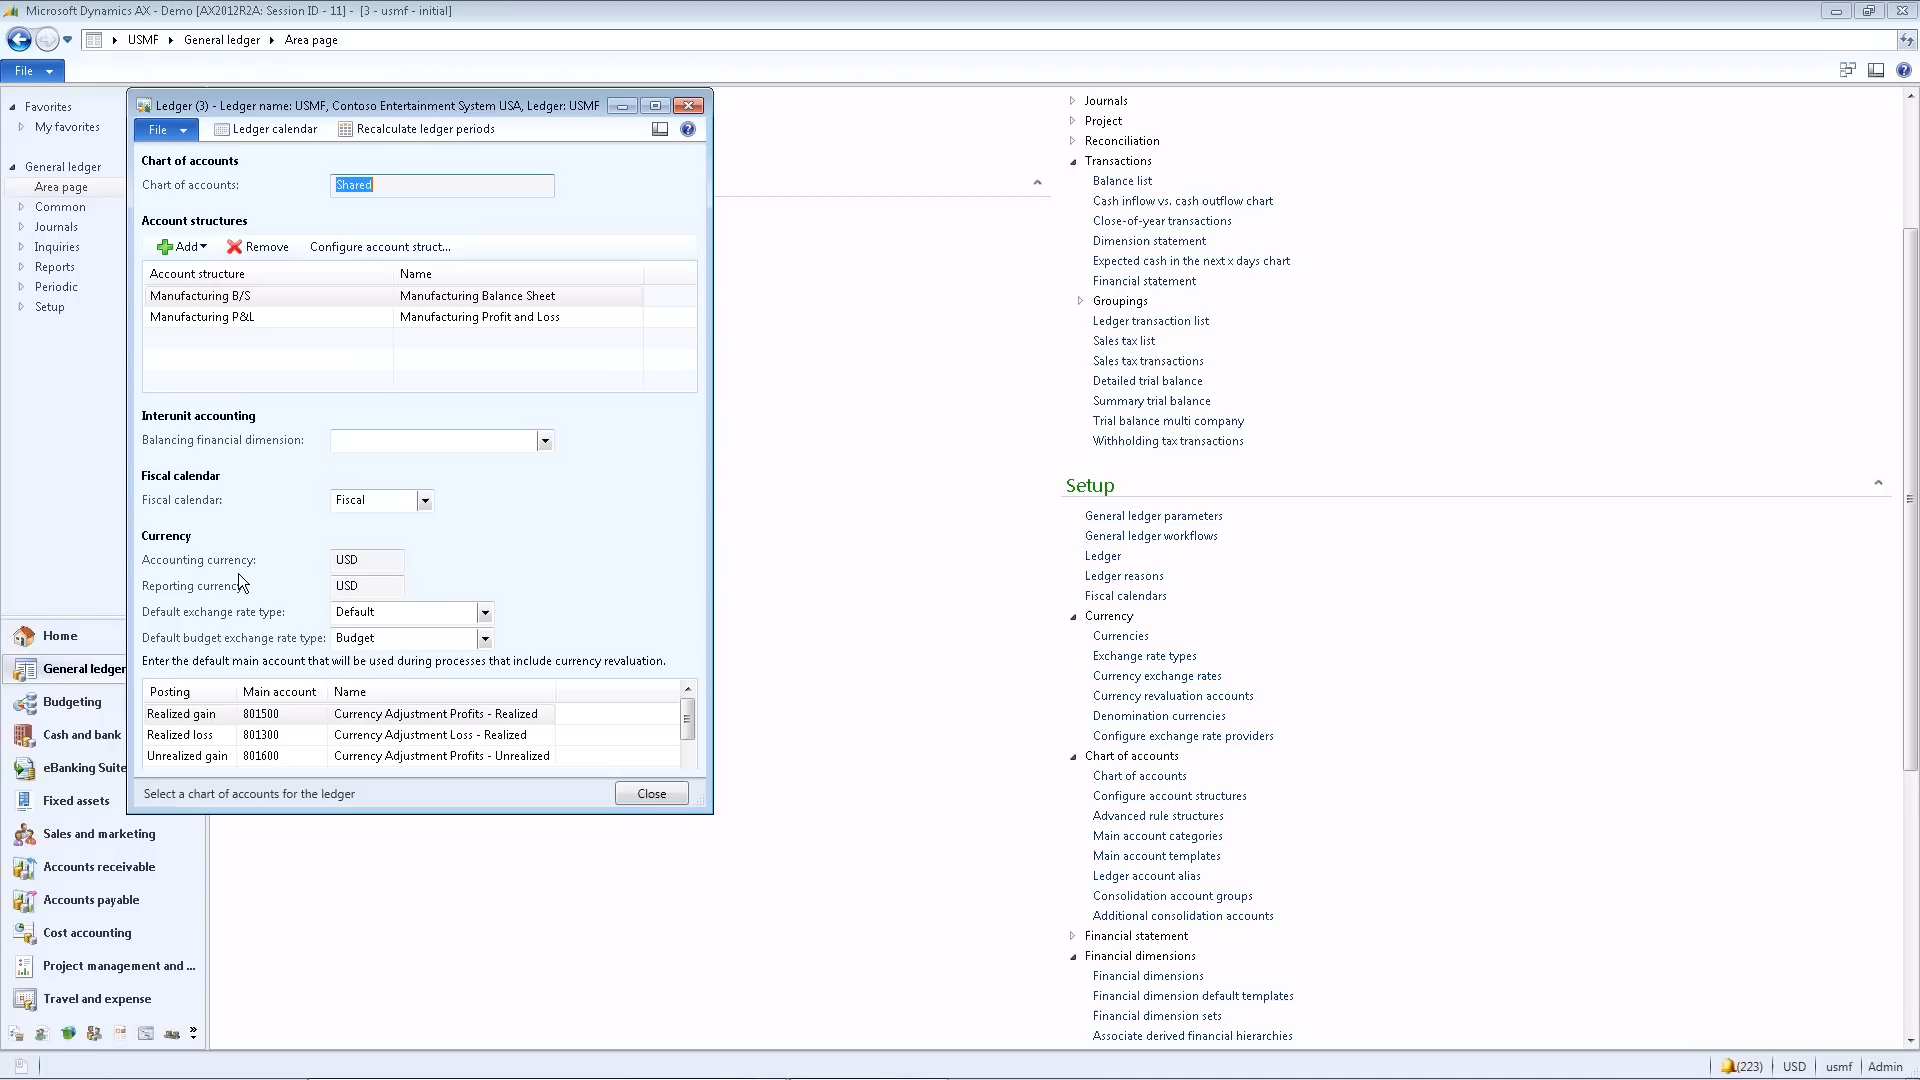 Microsoft Dynamics AX - Demo [AX2012R2A: Session ID - 11] - [3 - usmf - initial]
USMF General ledger Area page
File
Favorites
My favorites
General ledger
Area page
Common
Journals
Inquiries
Reports
Periodic
Setup
Home
General ledger
Budgeting
Cash and bank
eBanking Suite
Fixed assets
Sales and marketing
Accounts receivable
Accounts payable
Cost accounting
Project management and ...
Travel and expense
Ledger (3) - Ledger name: USMF, Contoso Entertainment System USA, Ledger: USMF
File Ledger calendar Recalculate ledger periods
Chart of accounts
Chart of accounts: Shared
Account structures
Add Remove Configure account struct...
Account structure Name
Manufacturing B/S Manufacturing Balance Sheet
Manufacturing P&L Manufacturing Profit and Loss
Interunit accounting
Balancing financial dimension:
Fiscal calendar
Fiscal calendar: Fiscal
Currency
Accounting currency: USD
Reporting currency USD
Default exchange rate type: Default
Default budget exchange rate type: Budget
Enter the default main account that will be used during processes that include currency revaluation.
Posting Main account Name
Realized gain 801500 Currency Adjustment Profits - Realized
Realized loss 801300 Currency Adjustment Loss - Realized
Unrealized gain 801600 Currency Adjustment Profits - Unrealized
Select a chart of accounts for the ledger Close
Journals
Project
Reconciliation
Transactions
Balance list
Cash inflow vs. cash outflow chart
Close-of-year transactions
Dimension statement
Expected cash in the next x days chart
Financial statement
Groupings
Ledger transaction list
Sales tax list
Sales tax transactions
Detailed trial balance
Summary trial balance
Trial balance multi company
Withholding tax transactions
Setup
General ledger parameters
General ledger workflows
Ledger
Ledger reasons
Fiscal calendars
Currency
Currencies
Exchange rate types
Currency exchange rates
Currency revaluation accounts
Denomination currencies
Configure exchange rate providers
Chart of accounts
Chart of accounts
Configure account structures
Advanced rule structures
Main account categories
Main account templates
Ledger account alias
Consolidation account groups
Additional consolidation accounts
Financial statement
Financial dimensions
Financial dimensions
Financial dimension default templates
Financial dimension sets
Associate derived financial hierarchies
(223) USD usmf Admin